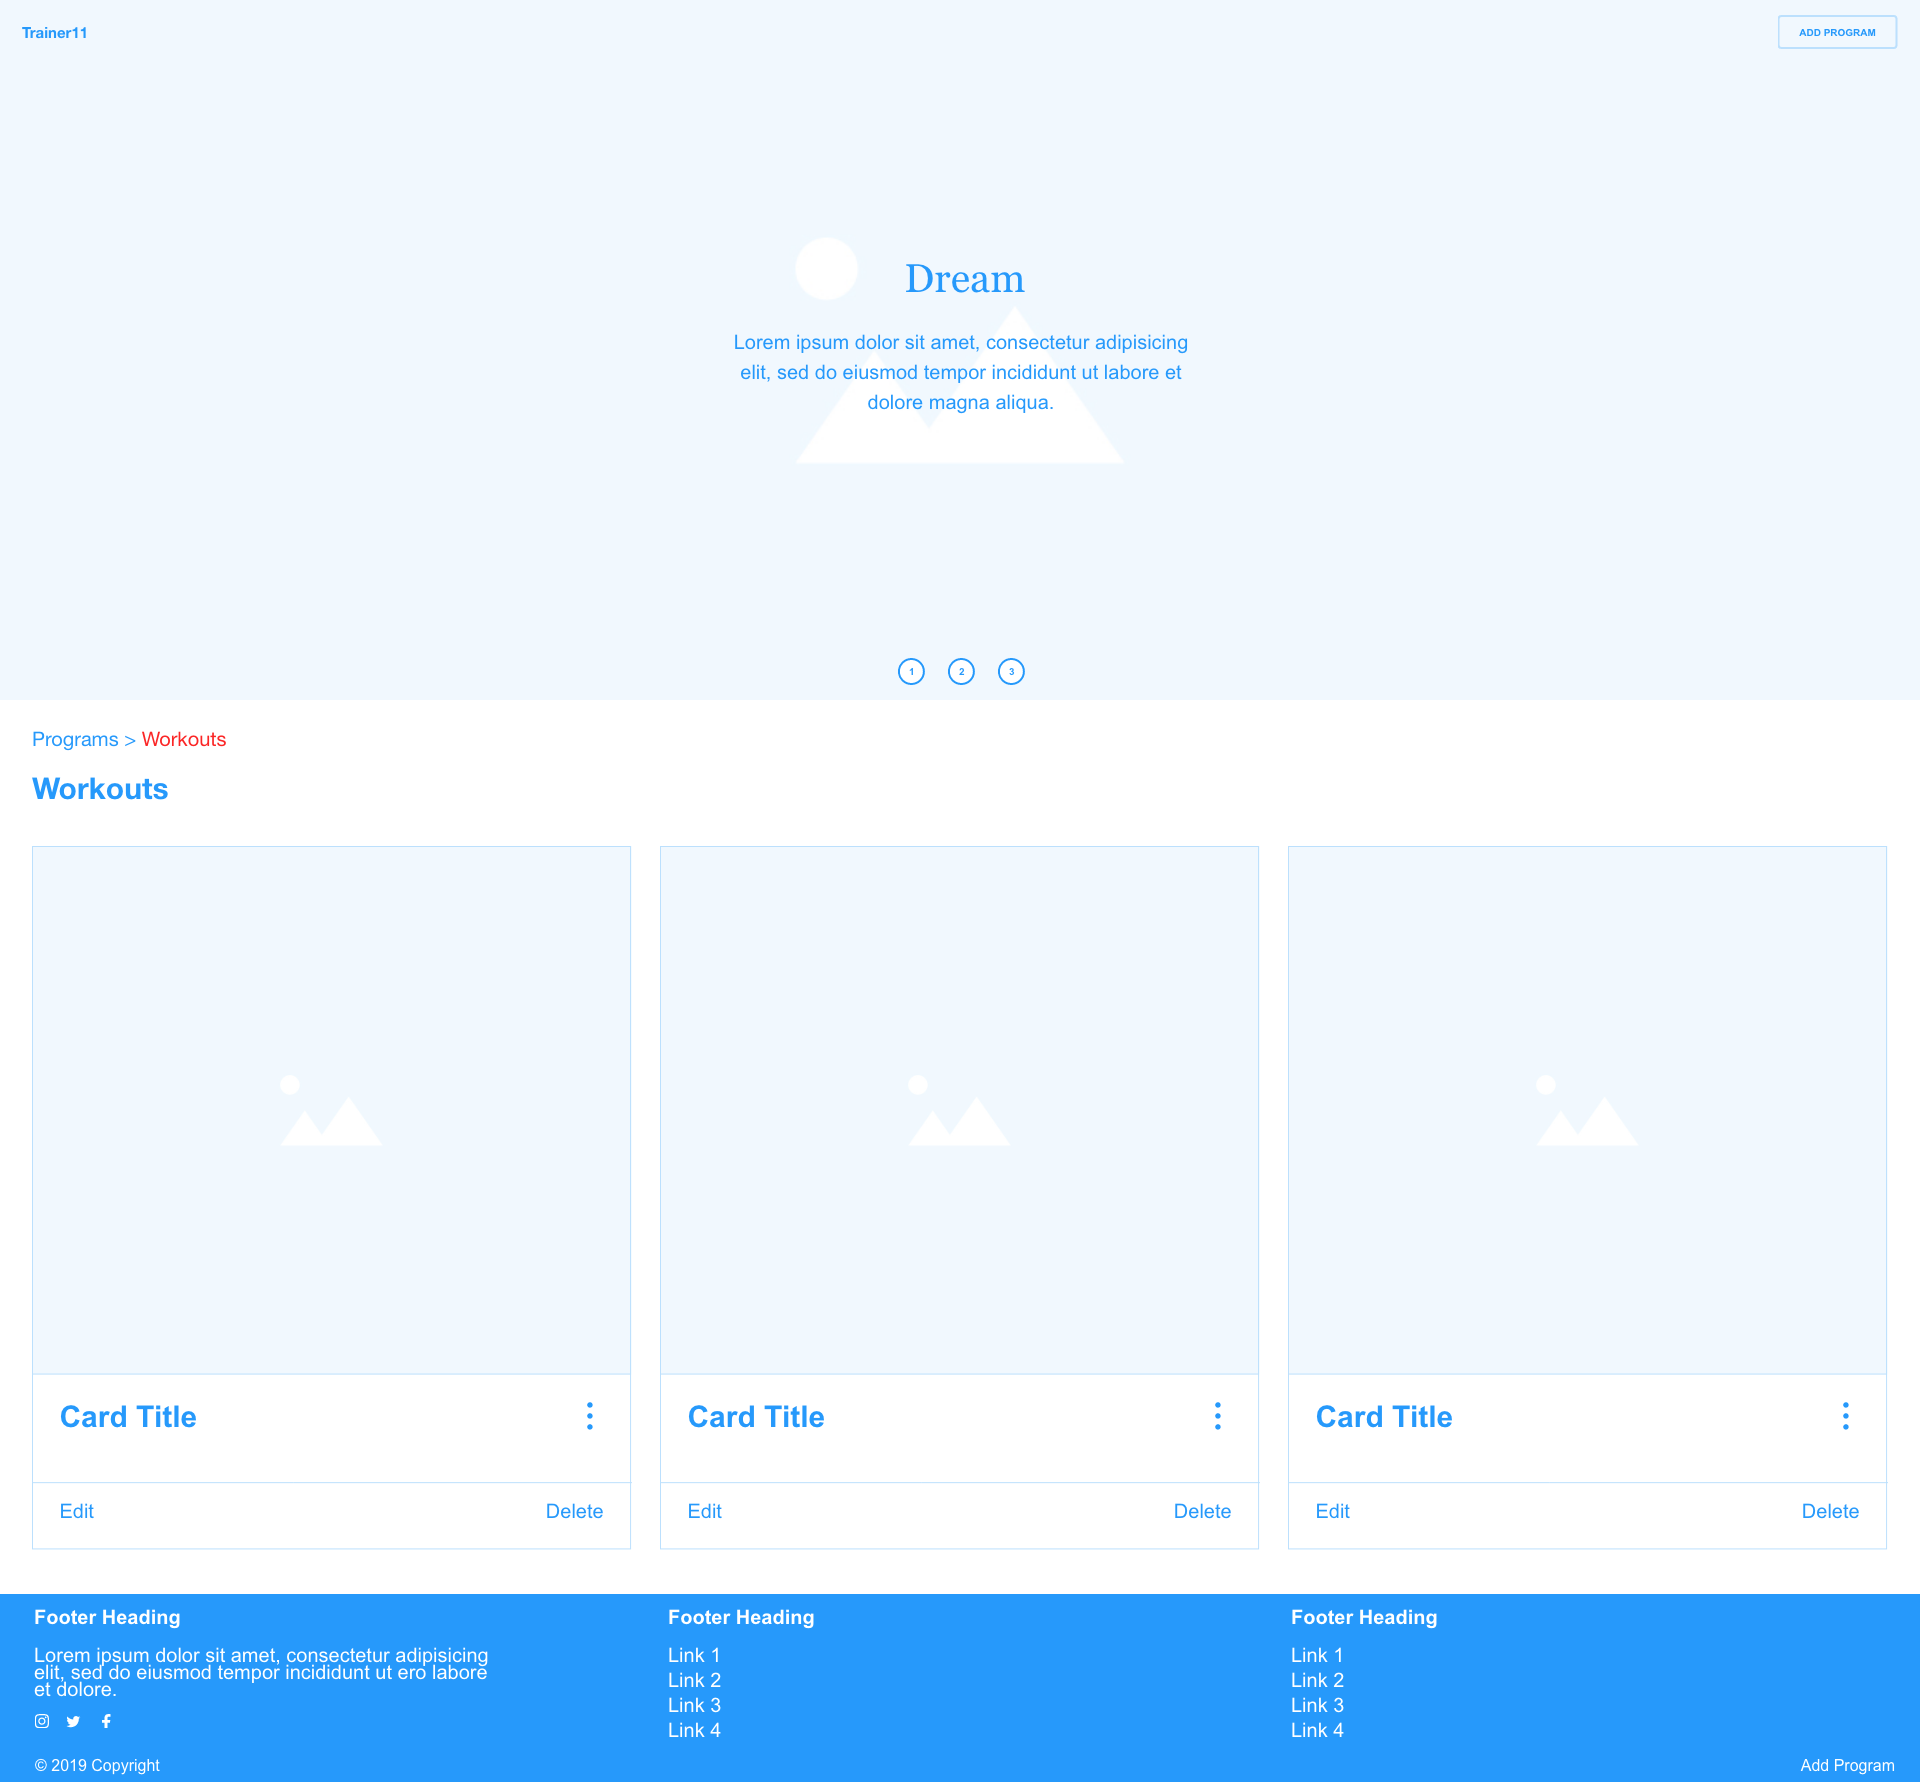 Trainer11
ADD PROGRAM
Dream
Lorem ipsum dolor sit amet, consectetur adipisicing
elit, sed do eiusmod tempor incididunt ut labore et
dolore magna aliqua.
1 2 3
Programs > Workouts
Workouts
Card Title
Edit Delete
Card Title
Edit Delete
Card Title
Edit Delete
Footer Heading
Lorem ipsum dolor sit amet, consectetur adipisicing
elit, sed do eiusmod tempor incididunt ut ero labore
et dolore.
Footer Heading
Link 1
Link 2
Link 3
Link 4
Footer Heading
Link 1
Link 2
Link 3
Link 4
© 2019 Copyright
Add Program